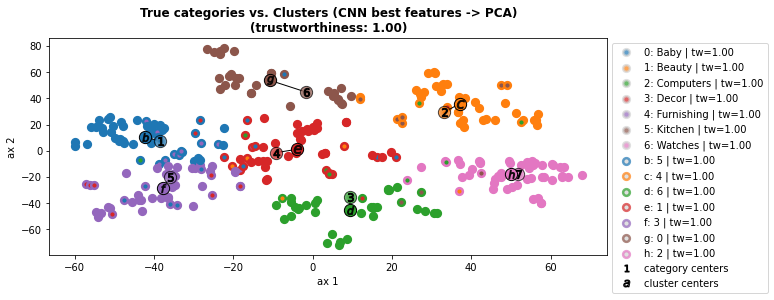 True categories vs. Clusters (CNN best features -> PCA)
(trustworthiness: 1.00)
ax 2
80
60
40
20
0
−20
−40
−60
−60
−40
−20
0
20
40
60
ax 1
g
6
2
c
b
1
4
e
5
f
h
7
3
d
0: Baby | tw=1.00
1: Beauty | tw=1.00
2: Computers | tw=1.00
3: Decor | tw=1.00
4: Furnishing | tw=1.00
5: Kitchen | tw=1.00
6: Watches | tw=1.00
b: 5 | tw=1.00
c: 4 | tw=1.00
d: 6 | tw=1.00
e: 1 | tw=1.00
f: 3 | tw=1.00
g: 0 | tw=1.00
h: 2 | tw=1.00
1 category centers
a cluster centers